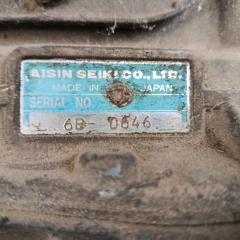 AISIN SEIKI CO., LTD.
MADE IN JAPAN
SERIAL NO.
6B- 0646